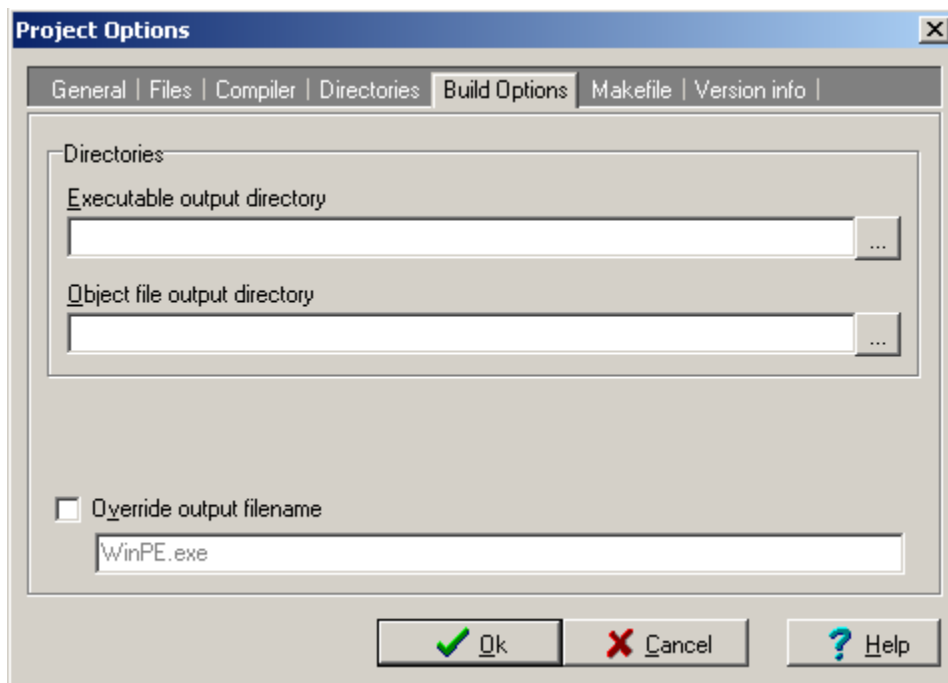 Project Options
General | Files | Compiler | Directories | Build Options | Makefile | Version info |
Directories
Executable output directory
...
Object file output directory
...
Override output filename
WinPE.exe
Ok Cancel ? Help